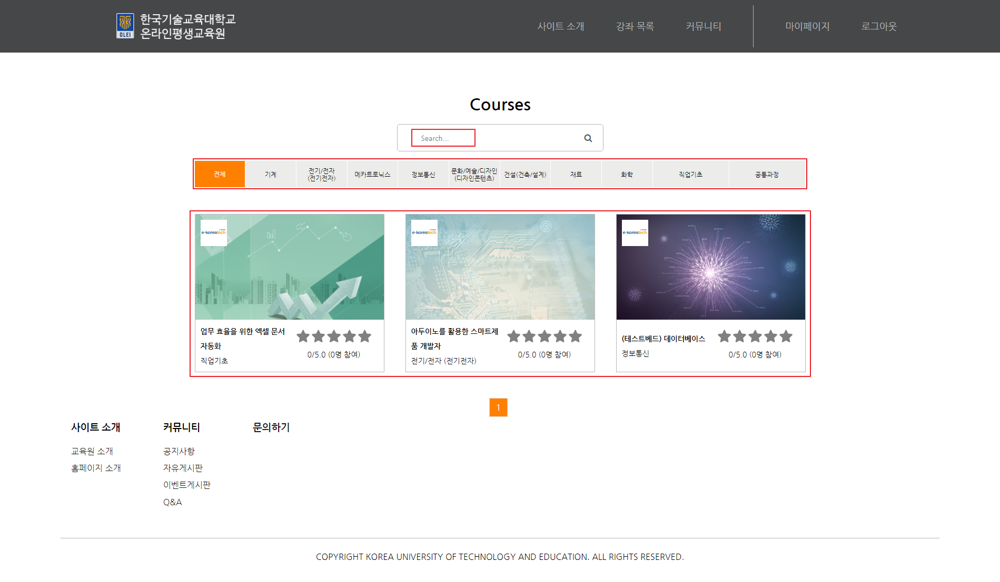 한국기술교육대학교
온라인평생교육원
OLEI
사이트 소개
강좌 목록
커뮤니티
마이페이지
로그아웃
Courses
Search...
전체
기계
전기/전자
(전기전자)
메카트로닉스
정보통신
문화/예술/디자인
(디자인콘텐츠)
건설(건축/설계)
재료
화학
직업기초
공통과정
e-koreatech
업무 효율을 위한 엑셀 문서
자동화
직업기초
0/5.0 (0명 참여)
e-koreatech
아두이노를 활용한 스마트제
품 개발자
전기/전자 (전기전자)
0/5.0 (0명 참여)
e-koreatech
(테스트베드) 데이터베이스
정보통신
0/5.0 (0명 참여)
1
사이트 소개
교육원 소개
홈페이지 소개
커뮤니티
공지사항
자유게시판
이벤트게시판
Q&A
문의하기
COPYRIGHT KOREA UNIVERSITY OF TECHNOLOGY AND EDUCATION. ALL RIGHTS RESERVED.